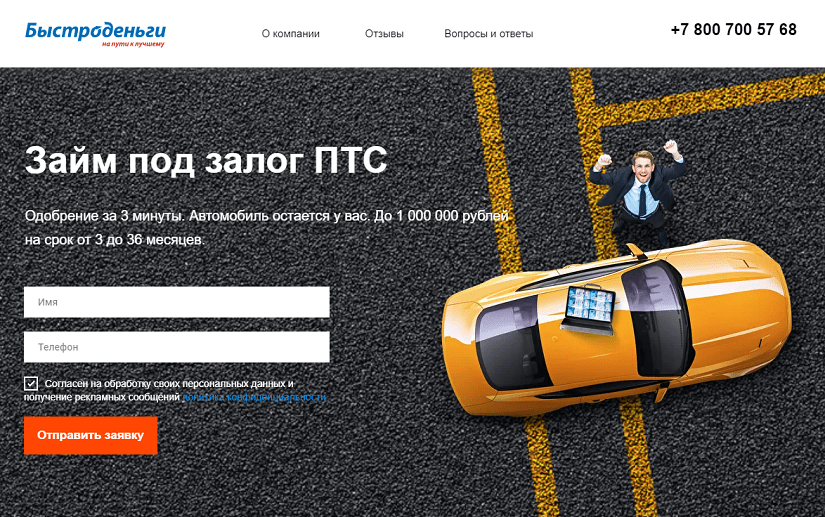 Быстроденьги
на пути к лучшему
О компании
Отзывы
Вопросы и ответы
+7 800 700 57 68
Займ под залог ПТС
Одобрение за 3 минуты. Автомобиль остается у вас. До 1 000 000 рублей
на срок от 3 до 36 месяцев.
Имя
Телефон
Согласен на обработку своих персональных данных и
получение рекламных сообщений политика конфиденциальности
Отправить заявку